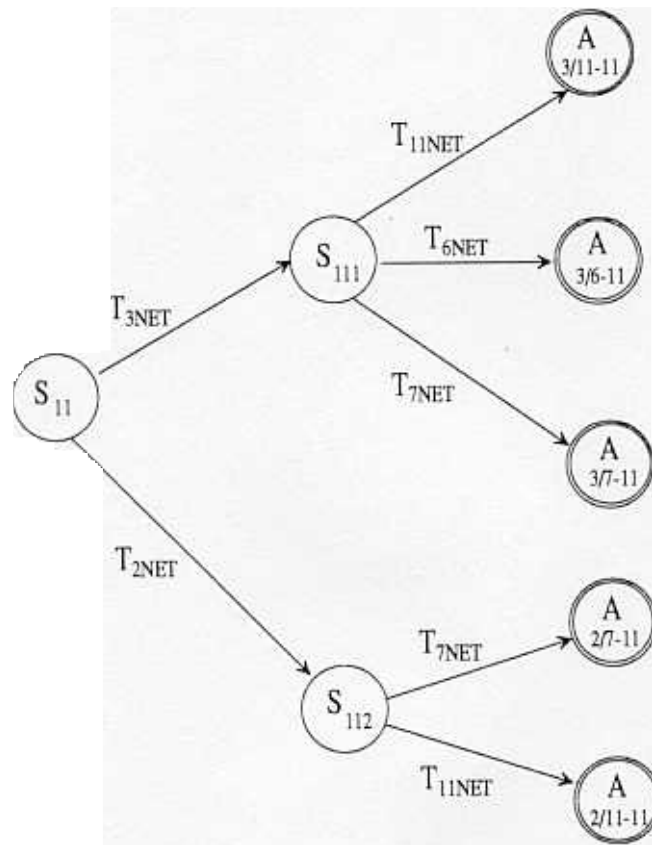 A
3/11-11
T11NET
T6NET
A
3/6-11
S111
T3NET
T7NET
S11
A
3/7-11
T2NET
A
2/7-11
T7NET
S112
T11NET
A
2/11-11